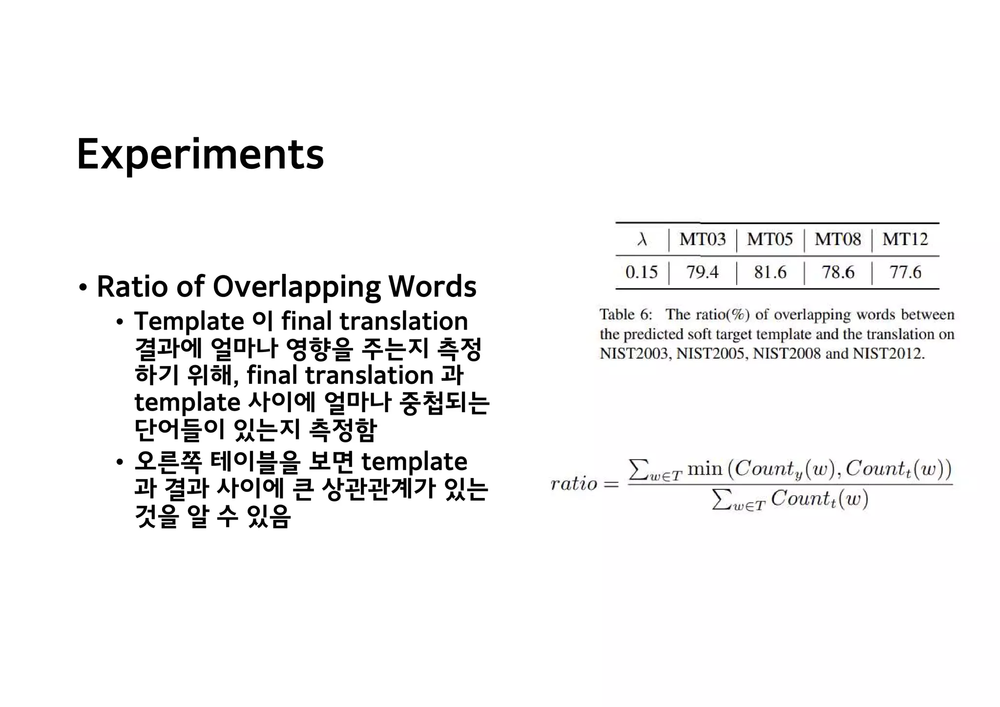 Experiments
• Ratio of Overlapping Words
• Template 이 final translation
결과에 얼마나 영향을 주는지 측정
하기 위해, final translation 과
template 사이에 얼마나 중첩되는
단어들이 있는지 측정함
• 오른쪽 테이블을 보면 template
과 결과 사이에 큰 상관관계가 있는
것을 알 수 있음
λ | MT03 | MT05 | MT08 | MT12
0.15 | 79.4 | 81.6 | 78.6 | 77.6
Table 6: The ratio(%) of overlapping words between
the predicted soft target template and the translation on
NIST2003, NIST2005, NIST2008 and NIST2012.
ratio = \frac{\sum_{w∈T} min (Count_y(w), Count_t(w))}{\sum_{w∈T} Count_t(w)}